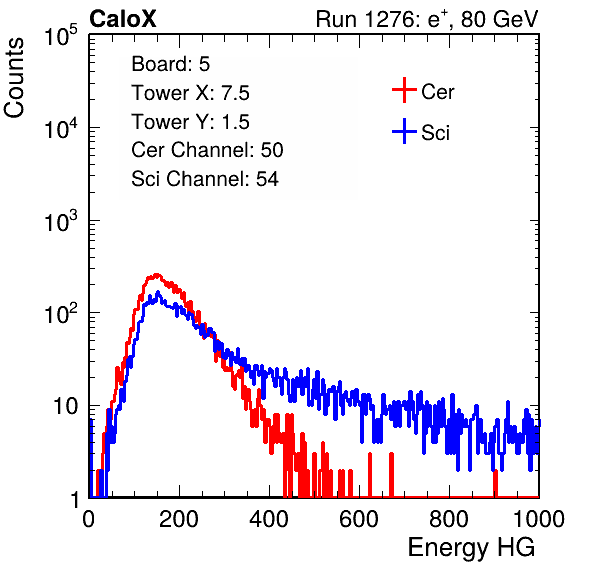 CaloX Run 1276: e⁺, 80 GeV
Counts
Board: 5
Tower X: 7.5
Tower Y: 1.5
Cer Channel: 50
Sci Channel: 54
Cer
Sci
10⁵
10⁴
10³
10²
10
1
0 200 400 600 800 1000
Energy HG